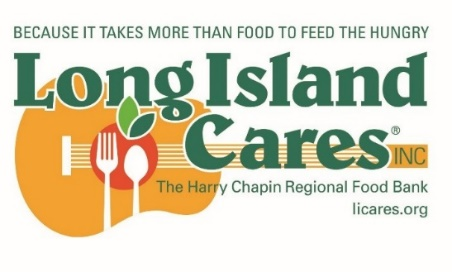 BECAUSE IT TAKES MORE THAN FOOD TO FEED THE HUNGRY
Long Island
Cares® INC
The Harry Chapin Regional Food Bank
licares.org